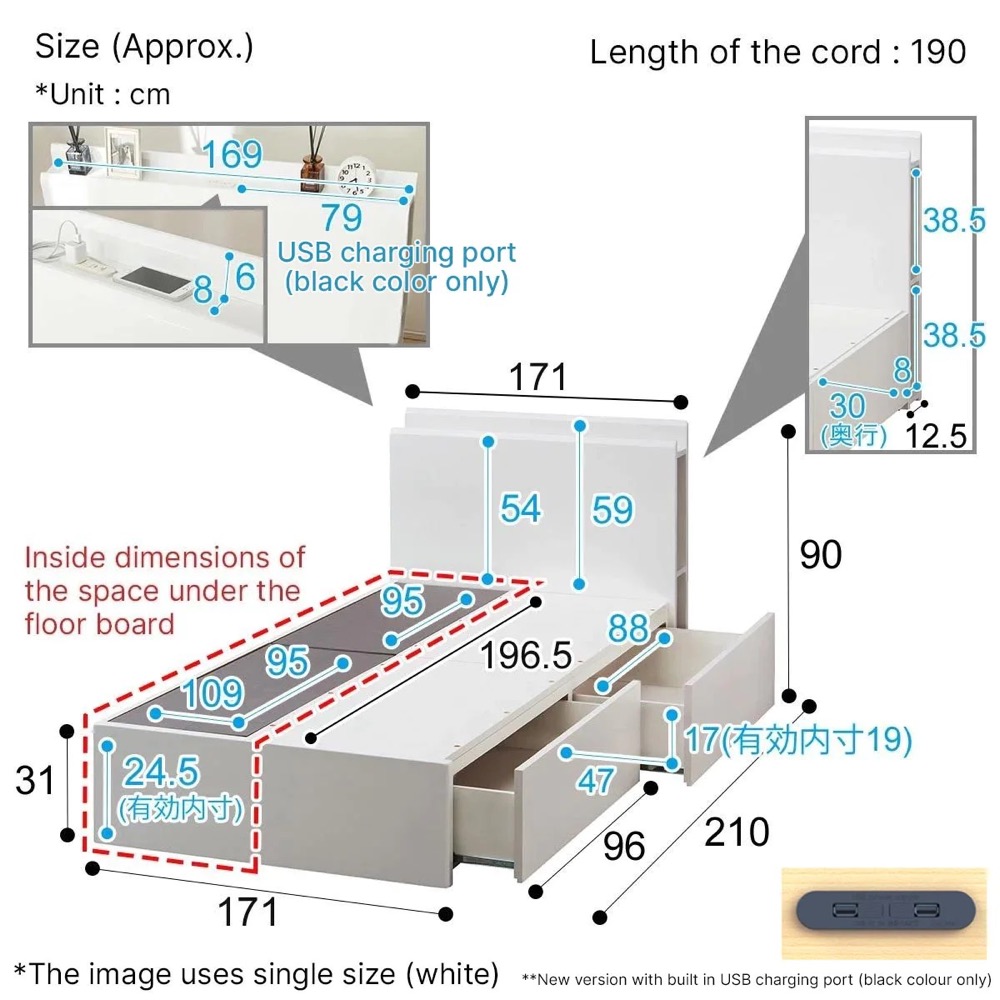 Size (Approx.)
*Unit : cm
Length of the cord : 190
169
79
USB charging port
(black color only)
6
8
38.5
38.5
8
30
(奥行)
12.5
171
54
59
90
Inside dimensions of
the space under the
floor board
95
95
109
196.5
88
17(有効内寸19)
47
31
24.5
(有効内寸)
96
210
171
*The image uses single size (white)
**New version with built in USB charging port (black colour only)